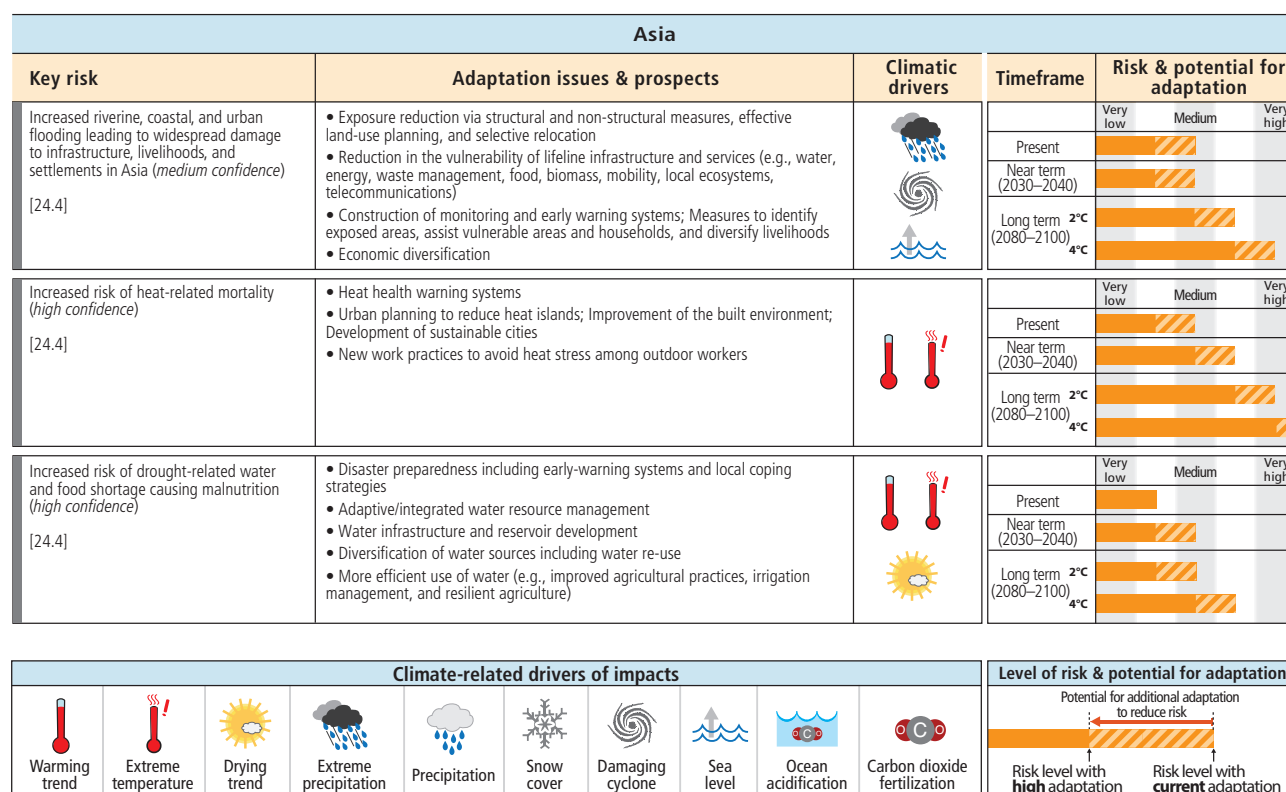 Asia
Key risk
Adaptation issues & prospects
Climatic
drivers
Timeframe
Risk & potential for
adaptation
Increased riverine, coastal, and urban
flooding leading to widespread damage
to infrastructure, livelihoods, and
settlements in Asia (medium confidence)
[24.4]
• Exposure reduction via structural and non-structural measures, effective
land-use planning, and selective relocation
• Reduction in the vulnerability of lifeline infrastructure and services (e.g., water,
energy, waste management, food, biomass, mobility, local ecosystems,
telecommunications)
• Construction of monitoring and early warning systems; Measures to identify
exposed areas, assist vulnerable areas and households, and diversify livelihoods
• Economic diversification
Very
low
Medium
Very
high
Present
Near term
(2030–2040)
Long term 2°C
(2080–2100)
4°C
Increased risk of heat-related mortality
(high confidence)
[24.4]
• Heat health warning systems
• Urban planning to reduce heat islands; Improvement of the built environment;
Development of sustainable cities
• New work practices to avoid heat stress among outdoor workers
!
Very
low
Medium
Very
high
Present
Near term
(2030–2040)
Long term 2°C
(2080–2100)
4°C
Increased risk of drought-related water
and food shortage causing malnutrition
(high confidence)
[24.4]
• Disaster preparedness including early-warning systems and local coping
strategies
• Adaptive/integrated water resource management
• Water infrastructure and reservoir development
• Diversification of water sources including water re-use
• More efficient use of water (e.g., improved agricultural practices, irrigation
management, and resilient agriculture)
!
Very
low
Medium
Very
high
Present
Near term
(2030–2040)
Long term 2°C
(2080–2100)
4°C
Climate-related drivers of impacts
!
O C O
O C O
Warming
trend
Extreme
temperature
Drying
trend
Extreme
precipitation
Precipitation
Snow
cover
Damaging
cyclone
Sea
level
Ocean
acidification
Carbon dioxide
fertilization
Level of risk & potential for adaptation
Potential for additional adaptation
to reduce risk
Risk level with
high adaptation
Risk level with
current adaptation